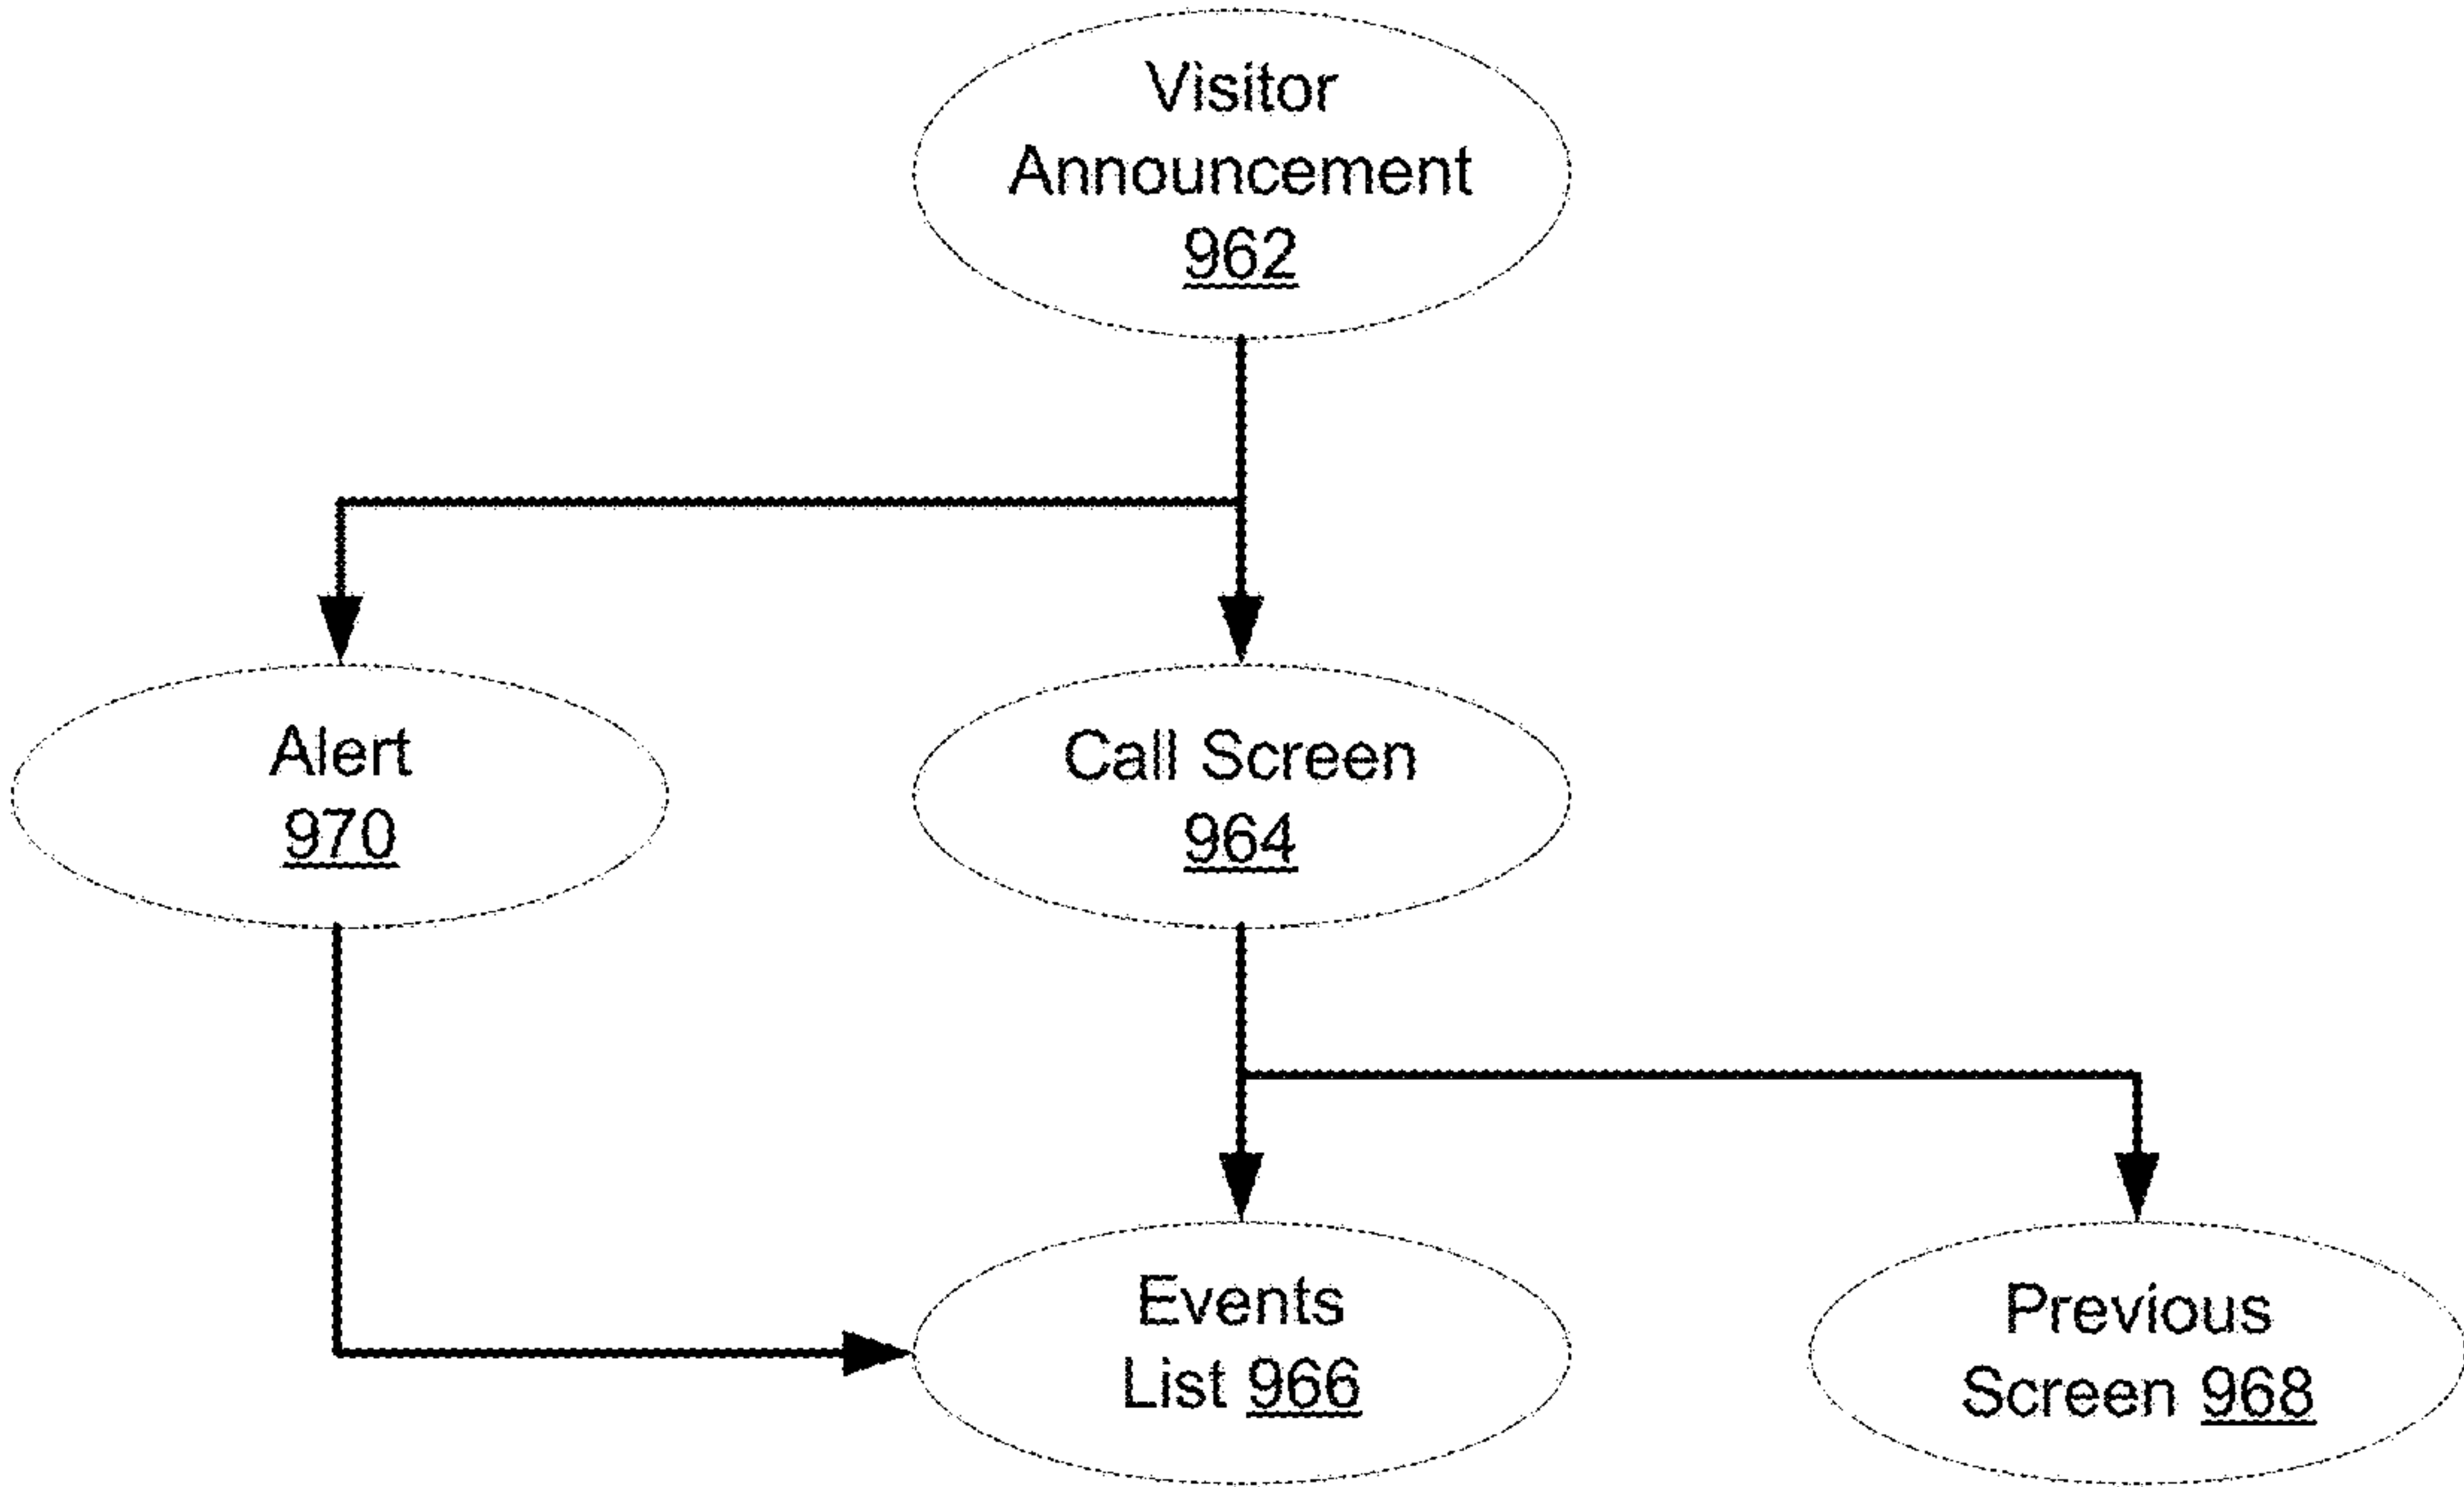 Visitor
Announcement
962
Alert
970
Call Screen
964
Events
List 966
Previous
Screen 968